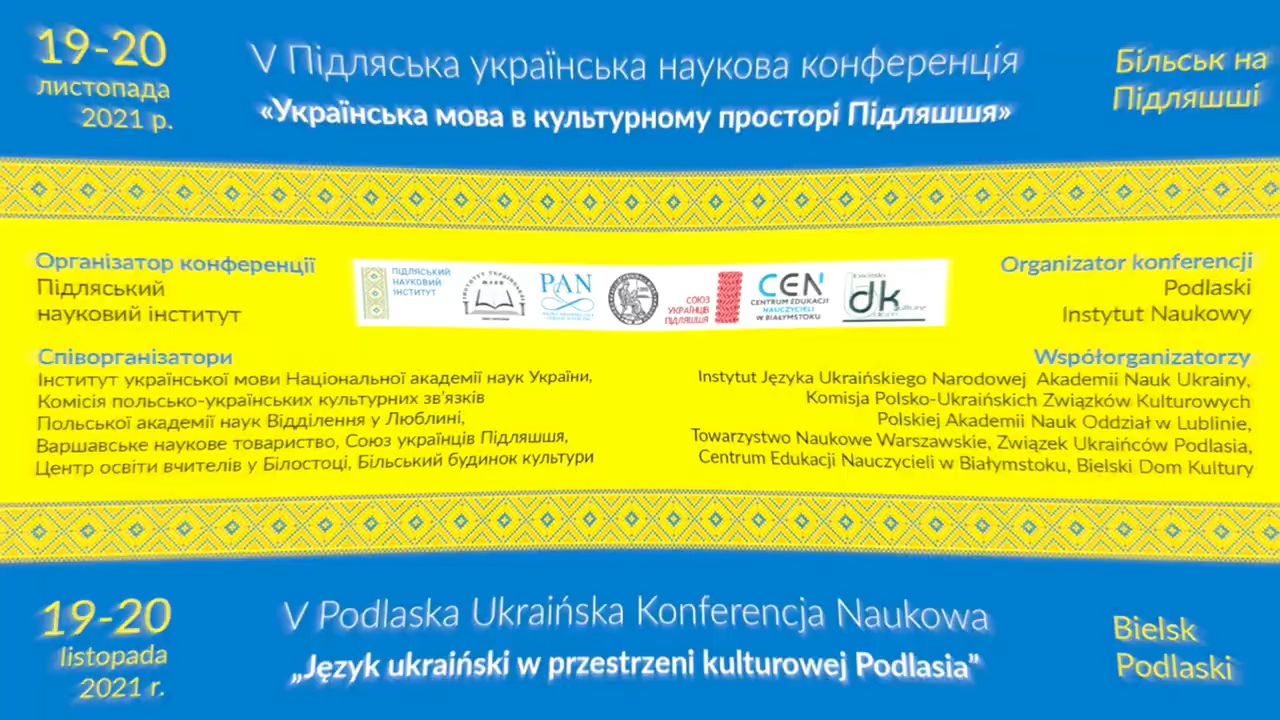 19-20
листопада
2021 р.
V Підляська українська наукова конференція
«Українська мова в культурному просторі Підляшшя»
Більськ на
Підляшші
Організатор конференції
Підляський
науковий інститут
ПІДЛЯСЬКИЙ
НАУКОВИЙ
ІНСТИТУТ
PAN
СОЮЗ
УКРАЇНЦІВ
ПІДЛЯШШЯ
CEN
CENTRUM EDUKACJI
NAUCZYCIELI
W BIAŁYMSTOKU
dk
Organizator konferencji
Podlaski
Instytut Naukowy
Співорганізатори
Інститут української мови Національної академії наук України,
Комісія польсько-українських культурних зв'язків
Польської академії наук Відділення у Люблині,
Варшавське наукове товариство, Союз українців Підляшшя,
Центр освіти вчителів у Білостоці, Більський будинок культури
Współorganizatorzy
Instytut Języka Ukraińskiego Narodowej Akademii Nauk Ukrainy,
Komisja Polsko-Ukraińskich Związków Kulturowych
Polskiej Akademii Nauk Oddział w Lublinie,
Towarzystwo Naukowe Warszawskie, Związek Ukraińców Podlasia,
Centrum Edukacji Nauczycieli w Białymstoku, Bielski Dom Kultury
19-20
listopada
2021 r.
V Podlaska Ukraińska Konferencja Naukowa
„Język ukraiński w przestrzeni kulturowej Podlasia”
Bielsk
Podlaski